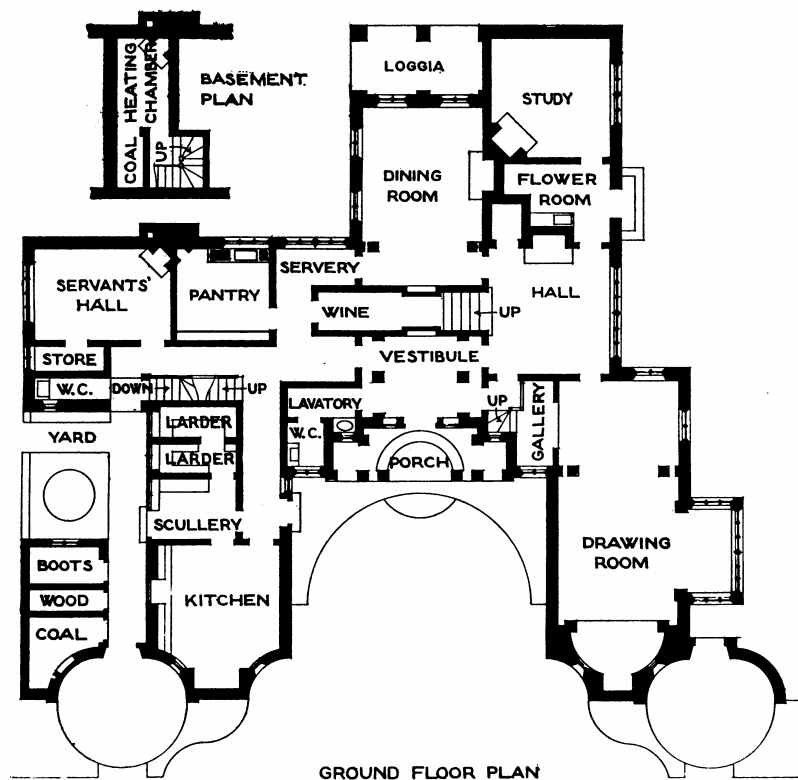 COAL
HEATING
CHAMBER
UP
BASEMENT
PLAN
LOGGIA
STUDY
DINING
ROOM
FLOWER
ROOM
SERVANTS'
HALL
PANTRY
SERVERY
WINE
UP
HALL
VESTIBULE
STORE
W.C.
DOWN
UP
LAVATORY
W.C.
UP
GALLERY
YARD
LARDER
LARDER
PORCH
SCULLERY
DRAWING
ROOM
BOOTS
WOOD
COAL
KITCHEN
GROUND FLOOR PLAN